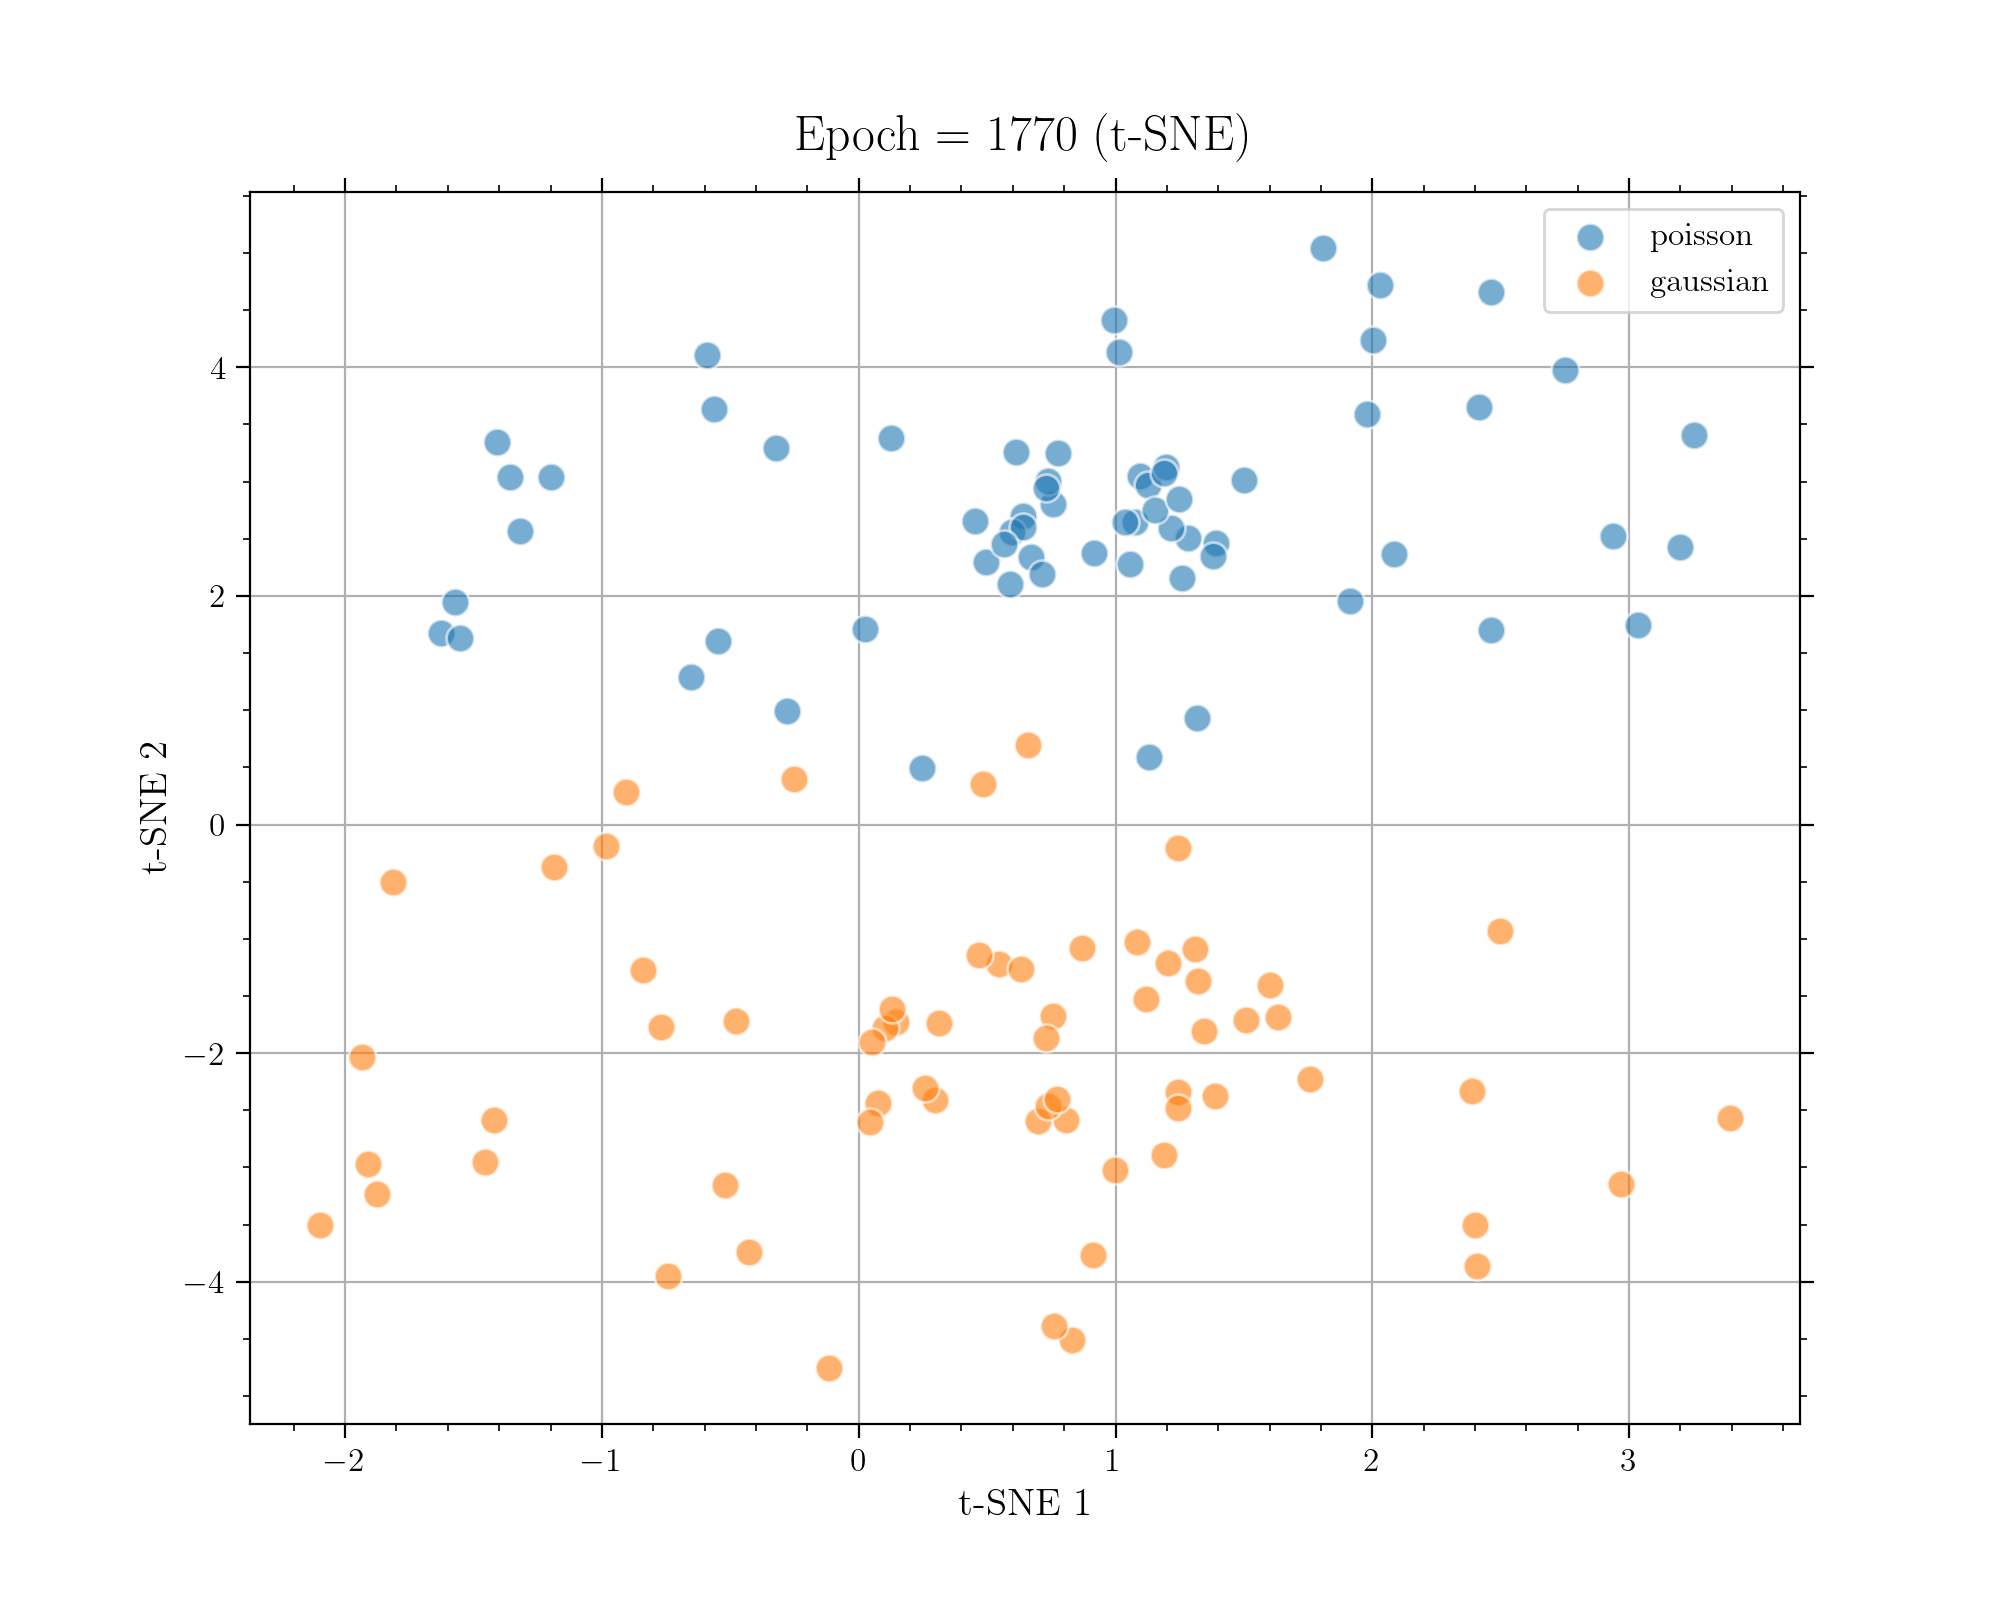 Epoch = 1770 (t-SNE)
poisson
gaussian
4
2
0
−2
−4
t-SNE 2
−2
−1
0
1
2
3
t-SNE 1